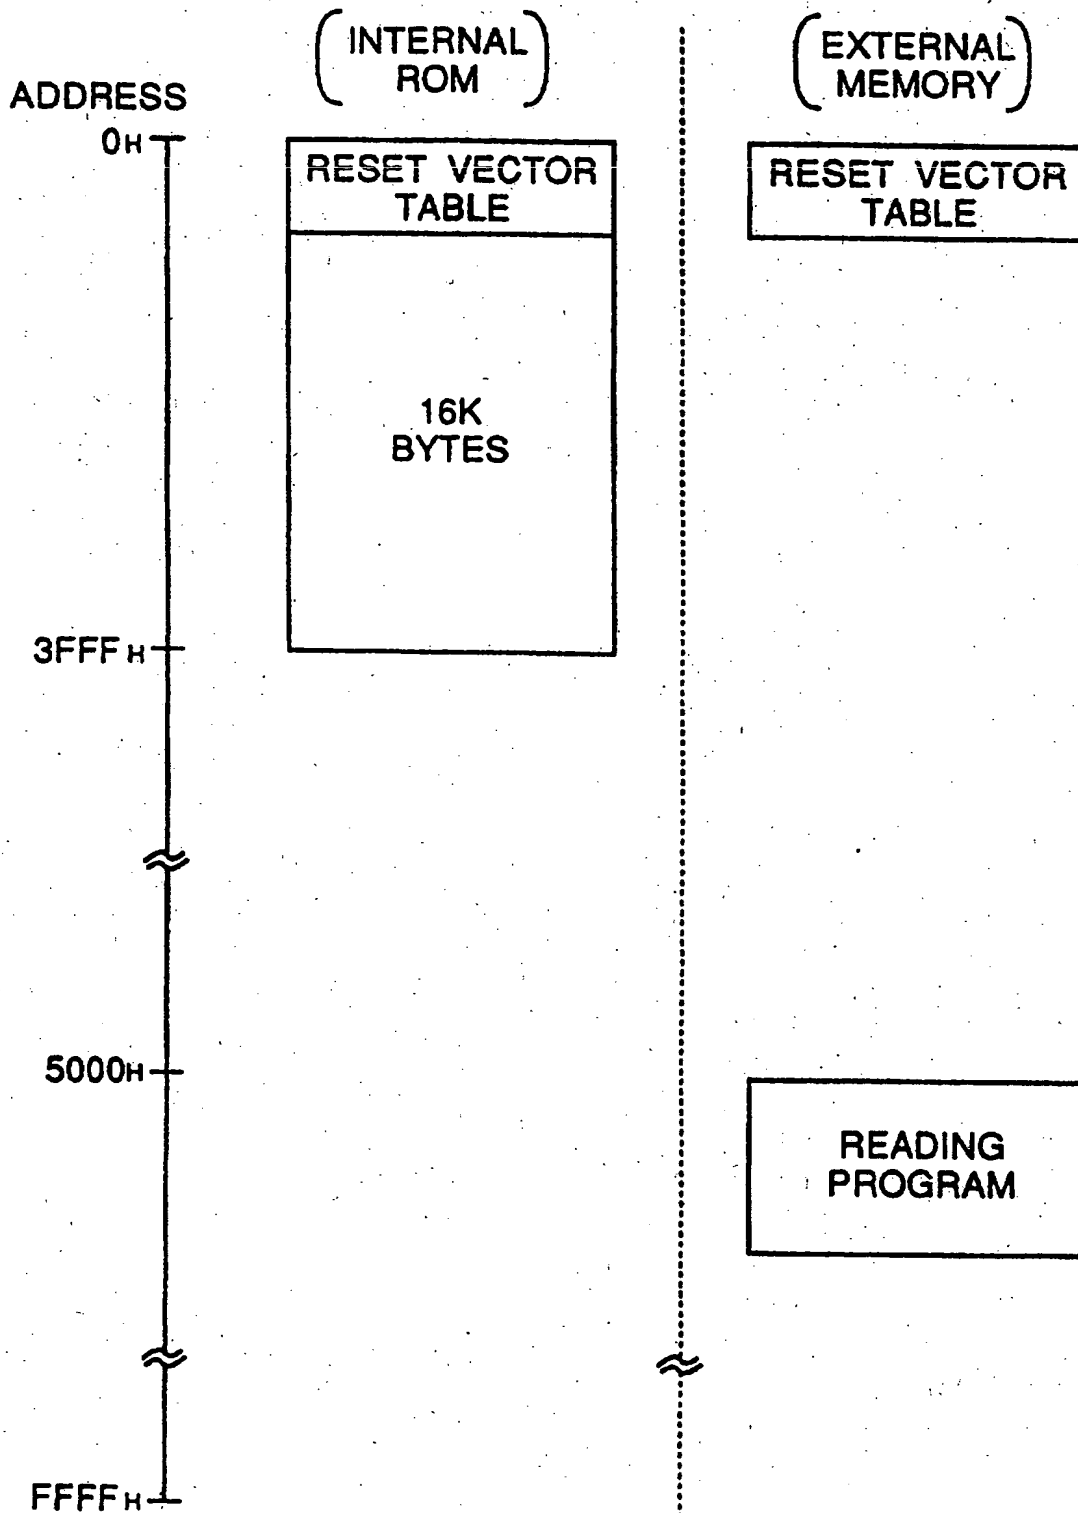 (INTERNAL
ROM)
(EXTERNAL
MEMORY)
ADDRESS
0H
RESET VECTOR
TABLE
RESET VECTOR
TABLE
16K
BYTES
3FFFH
5000H
READING
PROGRAM
FFFFH